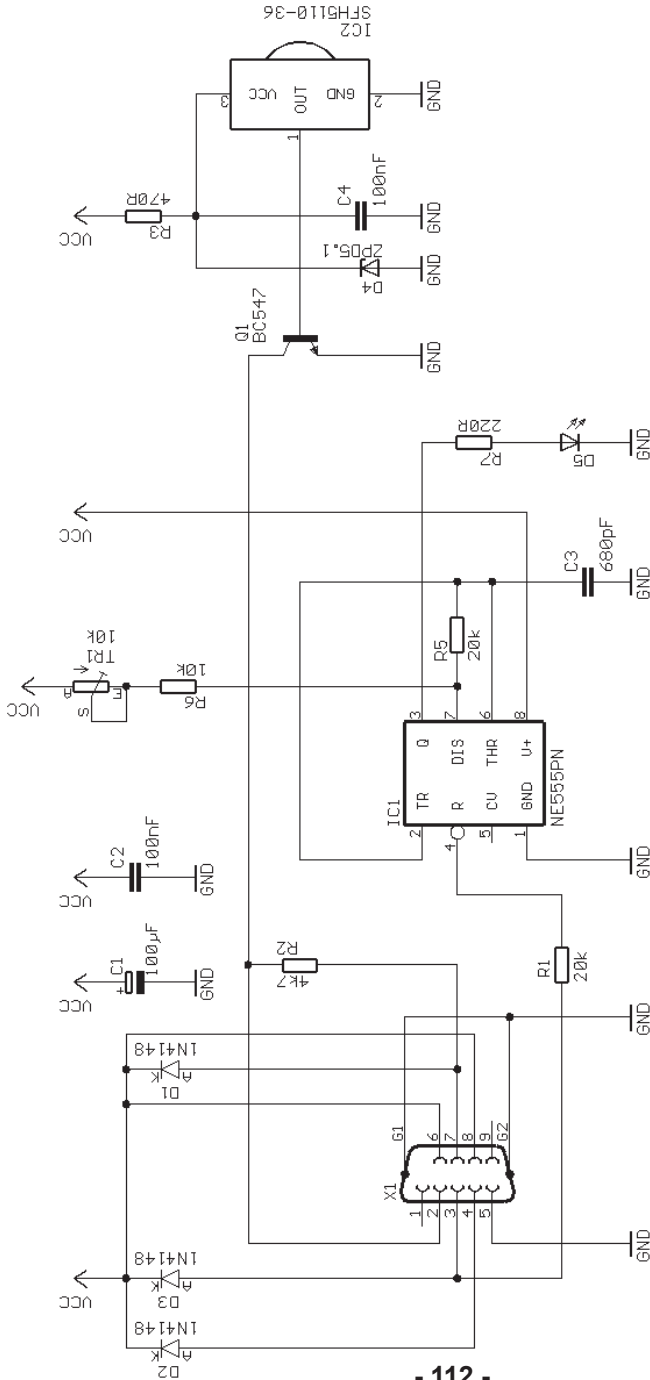 SFH5110-36
IC2
3
VCC
OUT
GND
2
1
GND
VCC
470R
R3
C4
100nF
GND
ZPD5.1
D4
GND
Q1
BC547
GND
220R
R7
D5
GND
VCC
C3
680pF
GND
R5
20k
VCC
10k
TR1
A
S
E
10k
R6
IC1
NE555PN
3
Q
7
DIS
6
THR
8
V+
TR
2
R
4
CV
5
GND
1
GND
VCC
C2
100nF
GND
VCC
+
C1
100µF
GND
R2
4k7
R1
20k
GND
1N4148
K
A
D1
X1
G1
6
7
8
9
G2
1
2
3
4
5
GND
VCC
1N4148
K
A
D3
1N4148
K
A
D2
- 112 -